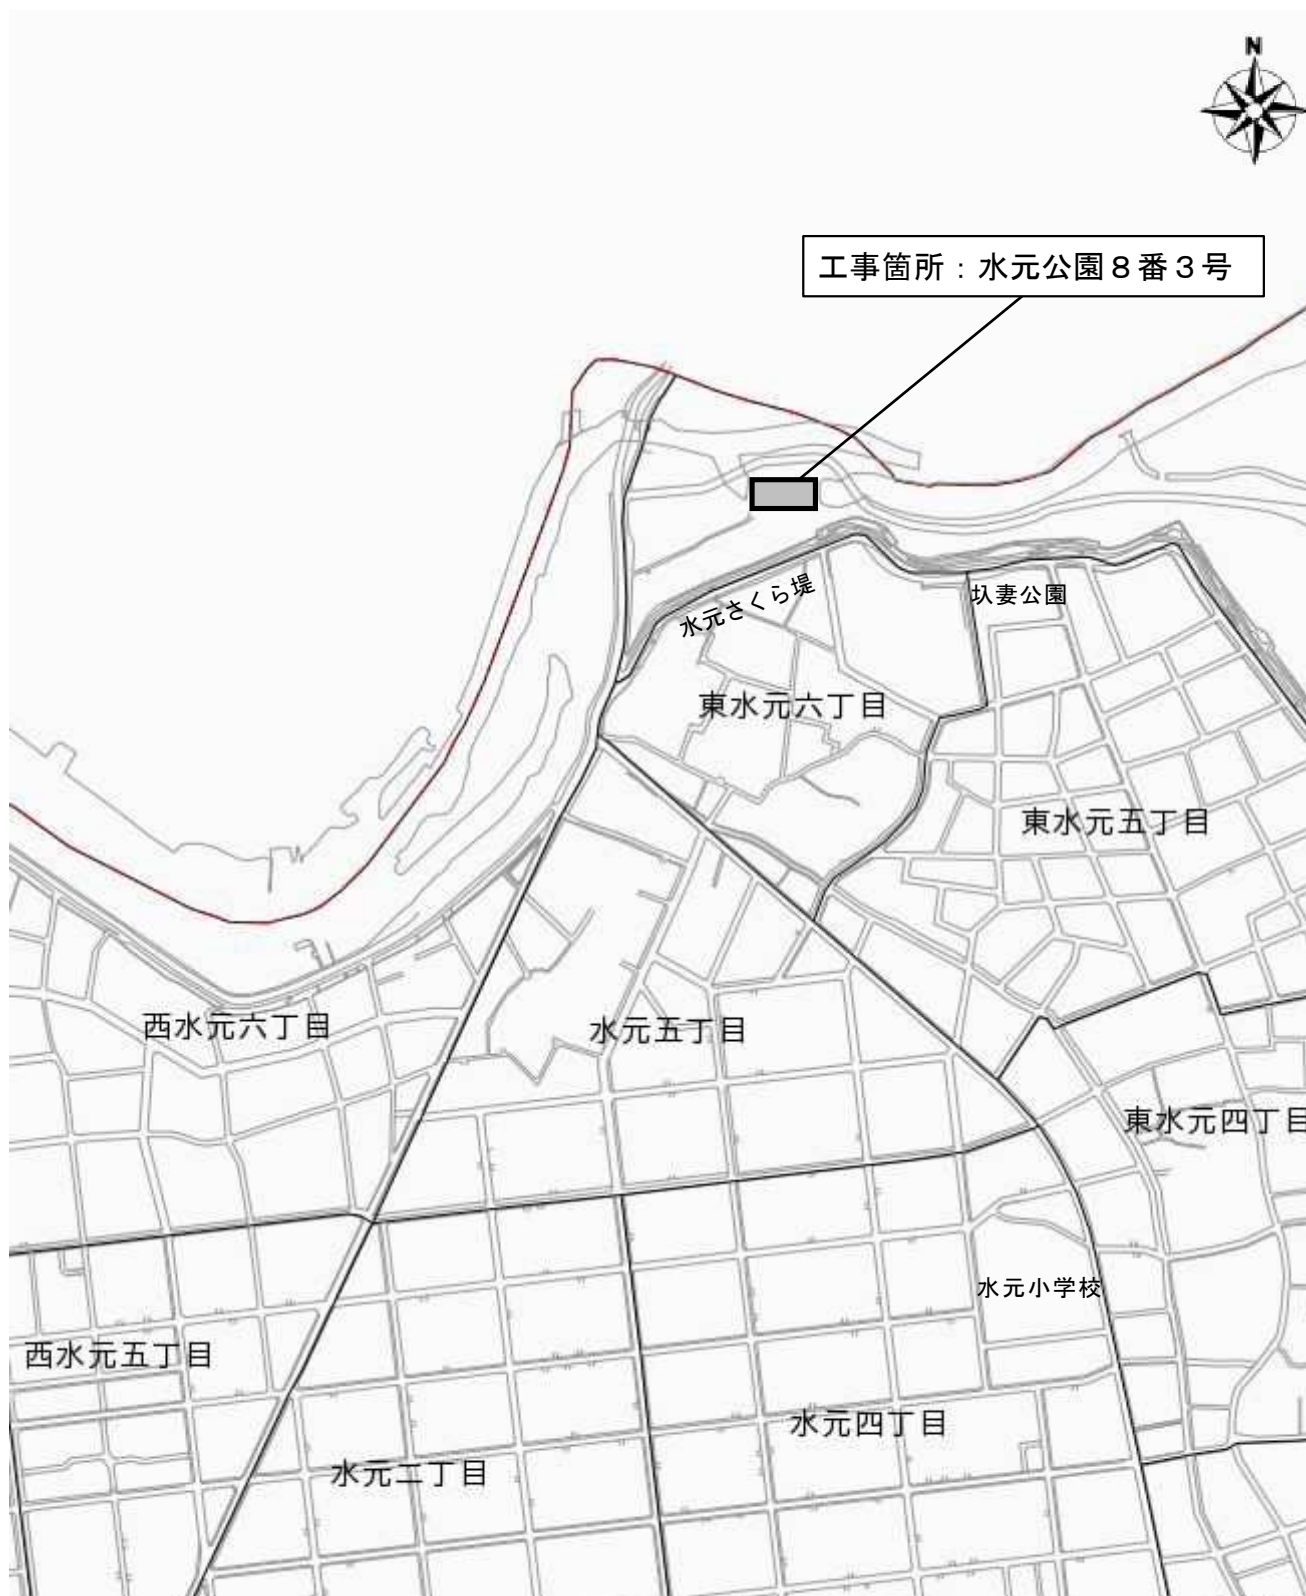 N
工事箇所：水元公園８番３号
水元さくら堤
圦妻公園
東水元六丁目
東水元五丁目
西水元六丁目
水元五丁目
東水元四丁目
水元小学校
西水元五丁目
水元四丁目
水元二丁目